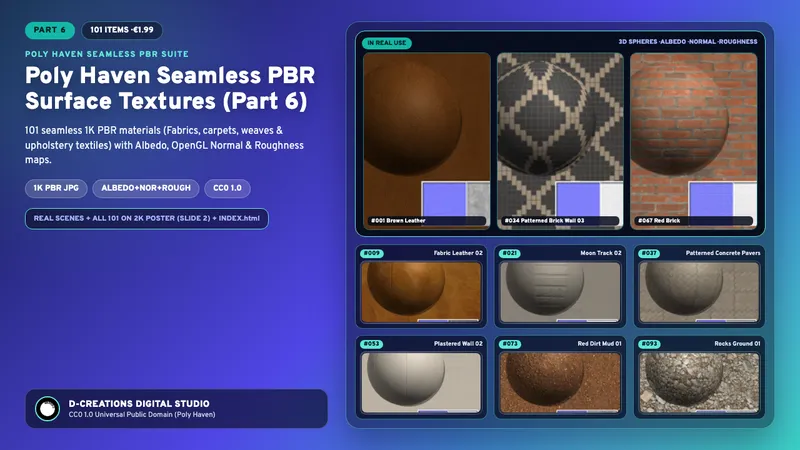 PART 6
101 ITEMS · €1.99
POLY HAVEN SEAMLESS PBR SUITE
Poly Haven Seamless PBR
Surface Textures (Part 6)
101 seamless 1K PBR materials (Fabrics, carpets, weaves &
upholstery textiles) with Albedo, OpenGL Normal & Roughness
maps.
1K PBR JPG
ALBEDO+NOR+ROUGH
CC0 1.0
REAL SCENES + ALL 101 ON 2K POSTER (SLIDE 2) + INDEX.html
D-CREATIONS DIGITAL STUDIO
CC0 1.0 Universal Public Domain (Poly Haven)
IN REAL USE
3D SPHERES · ALBEDO · NORMAL · ROUGHNESS
#001 Brown Leather
#034 Patterned Brick Wall 03
#067 Red Brick
#009
Fabric Leather 02
#021
Moon Track 02
#037
Patterned Concrete Pavers
#053
Plastered Wall 02
#073
Red Dirt Mud 01
#093
Rocks Ground 01